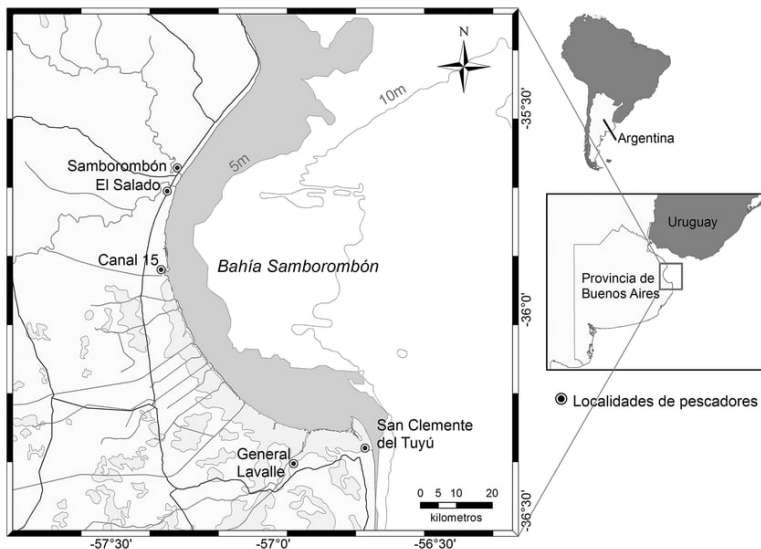 N
10m
5m
Samborombón
El Salado
Canal 15
Bahía Samborombón
San Clemente
del Tuyú
General
Lavalle
0 5 10 20
kilometros
-57°30'
-57°0'
-56°30'
-35°30'
-36°0'
-36°30'
Argentina
Uruguay
Provincia de
Buenos Aires
Localidades de pescadores